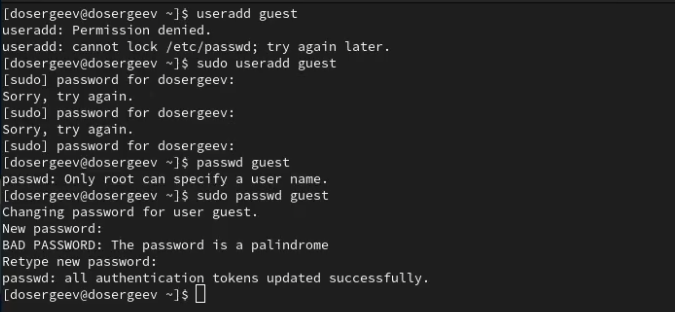 [dosergeev@dosergeev ~]$ useradd guest
useradd: Permission denied.
useradd: cannot lock /etc/passwd; try again later.
[dosergeev@dosergeev ~]$ sudo useradd guest
[sudo] password for dosergeev:
Sorry, try again.
[sudo] password for dosergeev:
Sorry, try again.
[sudo] password for dosergeev:
[dosergeev@dosergeev ~]$ passwd guest
passwd: Only root can specify a user name.
[dosergeev@dosergeev ~]$ sudo passwd guest
Changing password for user guest.
New password:
BAD PASSWORD: The password is a palindrome
Retype new password:
passwd: all authentication tokens updated successfully.
[dosergeev@dosergeev ~]$